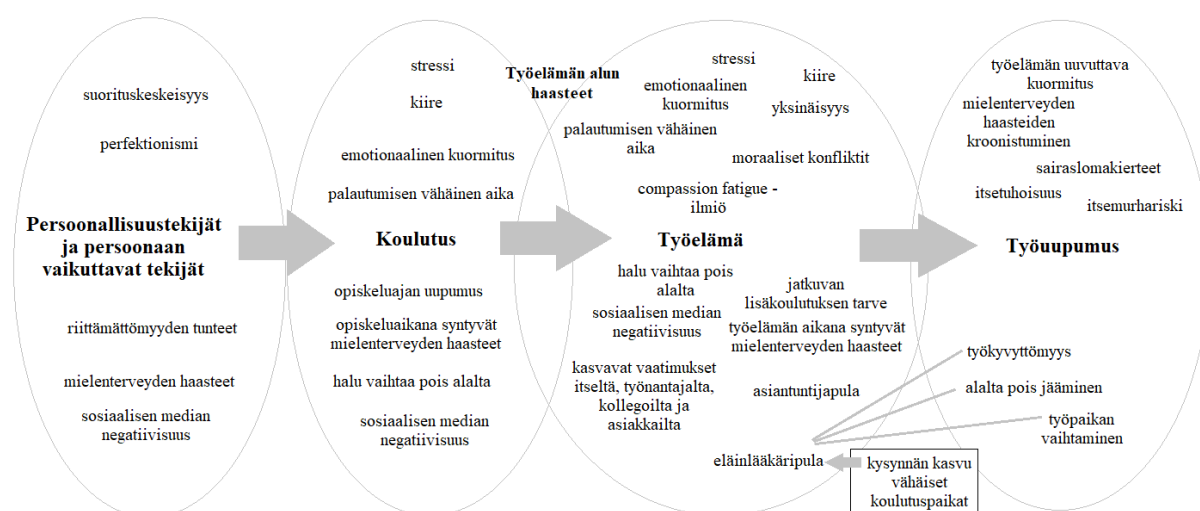 suorituskeskeisyys
perfektionismi
Persoonallisuustekijät
ja persoonaan
vaikuttavat tekijät
riittämättömyyden tunteet
mielenterveyden haasteet
sosiaalisen median
negatiivisuus
stressi
kiire
emotionaalinen kuormitus
palautumisen vähäinen aika
Koulutus
opiskeluajan uupumus
opiskeluaikana syntyvät
mielenterveyden haasteet
halu vaihtaa pois alalta
sosiaalisen median
negatiivisuus
Työelämän alun
haasteet
stressi
kiire
emotionaalinen
kuormitus
yksinäisyys
palautumisen vähäinen
aika
moraaliset konfliktit
compassion fatigue -
ilmiö
Työelämä
halu vaihtaa pois
alalta
jatkuvan
lisäkoulutuksen tarve
sosiaalisen median
negatiivisuus
työelämän aikana syntyvät
mielenterveyden haasteet
kasvavat vaatimukset
itseltä, työnantajalta,
kollegoilta ja
asiakkailta
asiantuntijapula
eläinlääkäripula
kysynnän kasvu
vähäiset
koulutuspaikat
työelämän uuvuttava
kuormitus
mielenterveyden
haasteiden
kroonistuminen
sairaslomakierteet
itsetuhoisuus
itsemurhariski
Työuupumus
työkyvyttömyys
alalta pois jääminen
työpaikan
vaihtaminen